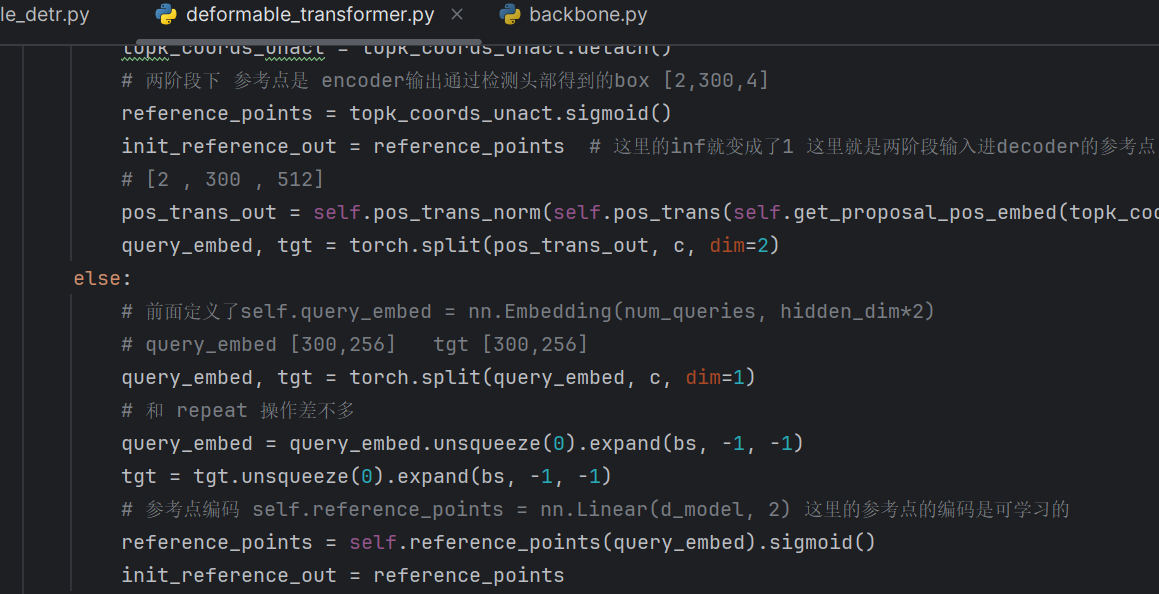 le_detr.py deformable_transformer.py × backbone.py
topk_coords_unact = topk_coords_unact.detach()
# 两阶段下 参考点是 encoder输出通过检测头部得到的box [2,300,4]
reference_points = topk_coords_unact.sigmoid()
init_reference_out = reference_points  # 这里的inf就变成了1 这里就是两阶段输入进decoder的参考点
# [2 , 300 , 512]
pos_trans_out = self.pos_trans_norm(self.pos_trans(self.get_proposal_pos_embed(topk_coo
query_embed, tgt = torch.split(pos_trans_out, c, dim=2)
else:
# 前面定义了self.query_embed = nn.Embedding(num_queries, hidden_dim*2)
# query_embed [300,256]   tgt [300,256]
query_embed, tgt = torch.split(query_embed, c, dim=1)
# 和 repeat 操作差不多
query_embed = query_embed.unsqueeze(0).expand(bs, -1, -1)
tgt = tgt.unsqueeze(0).expand(bs, -1, -1)
# 参考点编码 self.reference_points = nn.Linear(d_model, 2) 这里的参考点的编码是可学习的
reference_points = self.reference_points(query_embed).sigmoid()
init_reference_out = reference_points